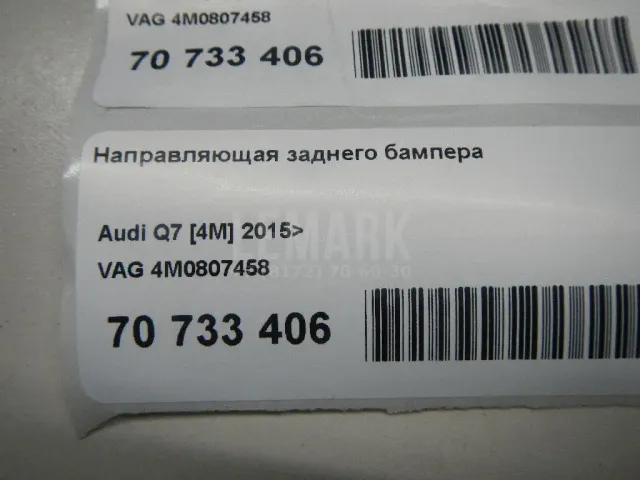 VAG 4M0807458
70 733 406
Направляющая заднего бампера
Audi Q7 [4M] 2015>
VAG 4M0807458
70 733 406